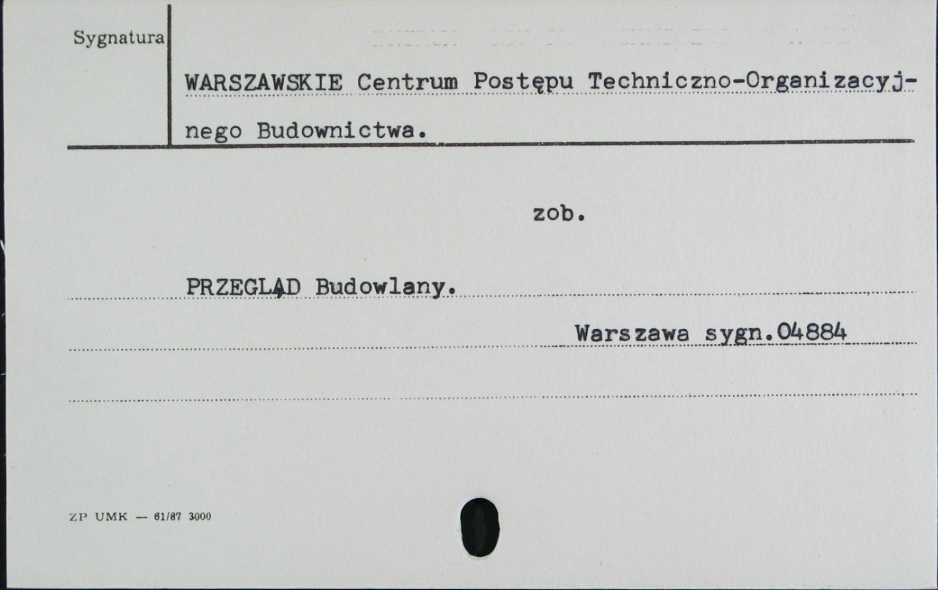 Sygnatura
WARSZAWSKIE Centrum Postępu Techniczno-Organizacyj-
nego Budownictwa.
zob.
PRZEGLĄD Budowlany.
Warszawa sygn.04884
ZP UMK — 61/87 3000